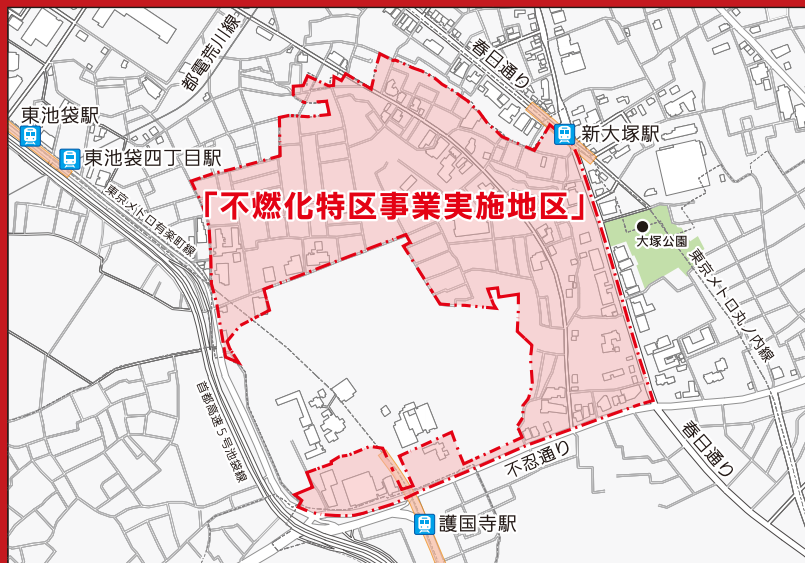 都電荒川線
春日通り
東池袋駅
新大塚駅
東池袋四丁目駅
東京メトロ有楽町線
「不燃化特区事業実施地区」
大塚公園
東京メトロ丸ノ内線
首都高速5号池袋線
春日通り
不忍通り
護国寺駅